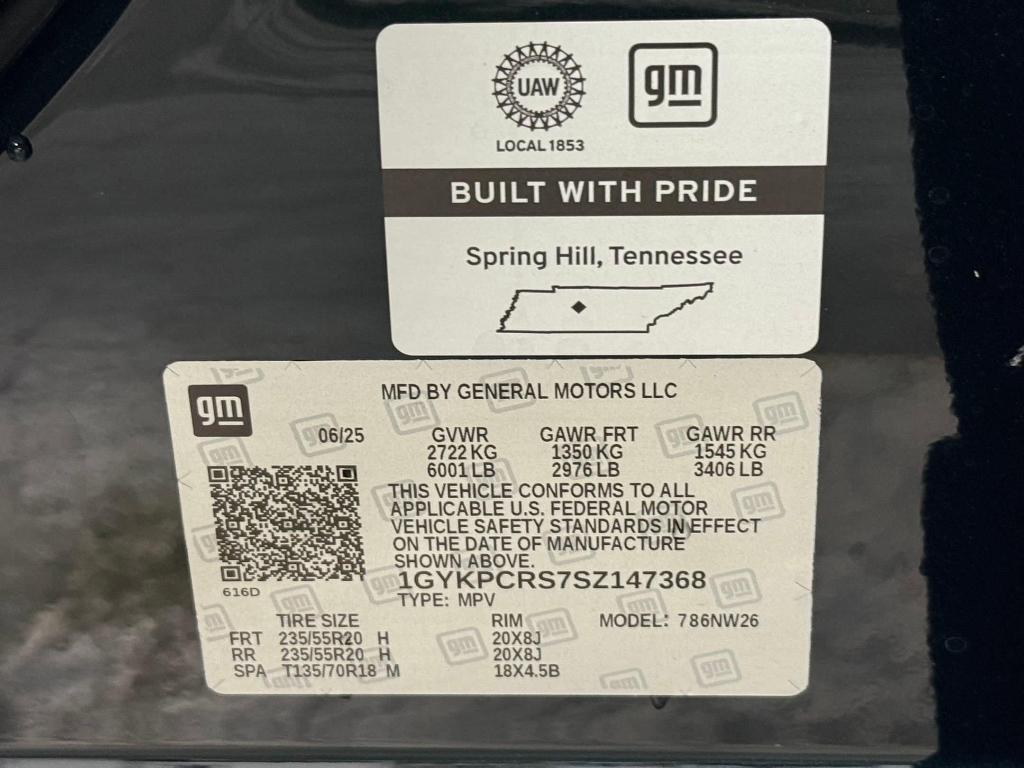 UAW
gm
LOCAL 1853
BUILT WITH PRIDE
Spring Hill, Tennessee
gm
MFD BY GENERAL MOTORS LLC
06/25 GVWR GAWR FRT GAWR RR
2722 KG 1350 KG 1545 KG
6001 LB 2976 LB 3406 LB
THIS VEHICLE CONFORMS TO ALL
APPLICABLE U.S. FEDERAL MOTOR
VEHICLE SAFETY STANDARDS IN EFFECT
ON THE DATE OF MANUFACTURE
SHOWN ABOVE.
1GYKPCRS7SZ147368
616D
TYPE: MPV
TIRE SIZE RIM MODEL: 786NW26
FRT 235/55R20 H 20X8J
RR 235/55R20 H 20X8J
SPA T135/70R18 M 18X4.5B